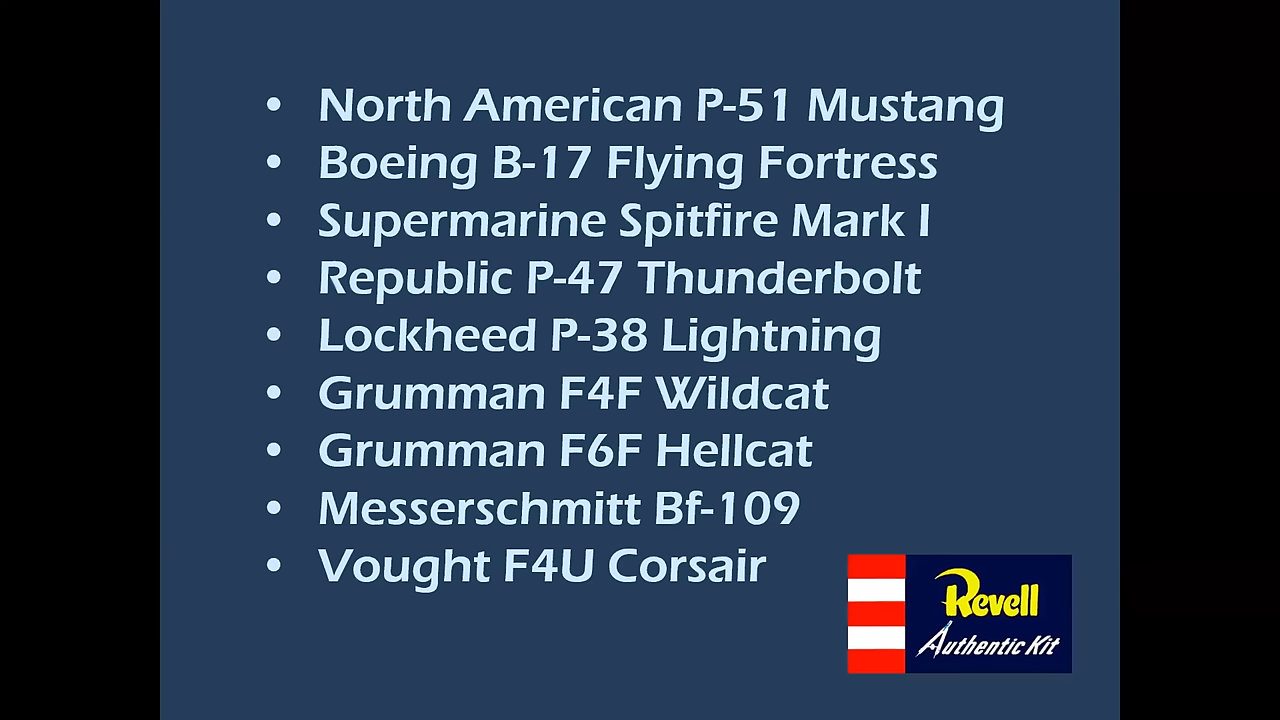 • North American P-51 Mustang
• Boeing B-17 Flying Fortress
• Supermarine Spitfire Mark I
• Republic P-47 Thunderbolt
• Lockheed P-38 Lightning
• Grumman F4F Wildcat
• Grumman F6F Hellcat
• Messerschmitt Bf-109
• Vought F4U Corsair
Revell
Authentic Kit